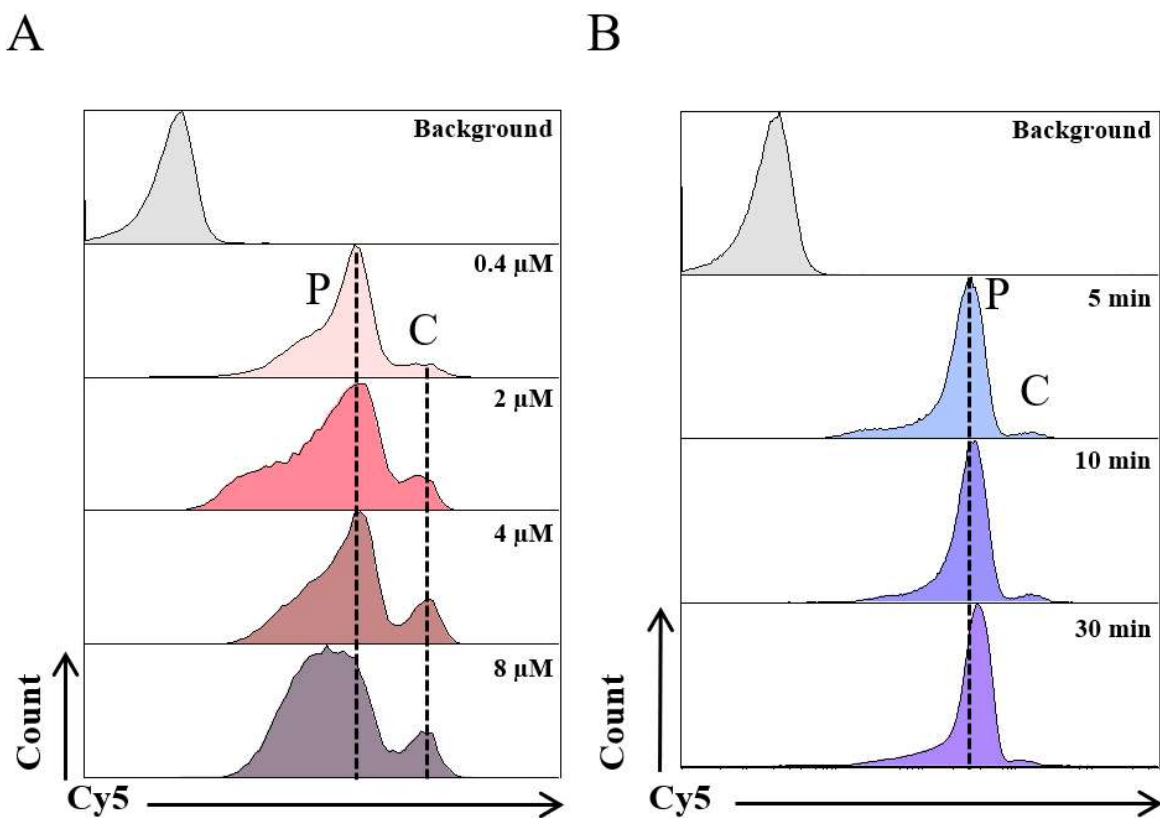 A
Background
0.4 μM
P
C
2 μM
4 μM
8 μM
Count
Cy5
B
Background
5 min
P
C
10 min
30 min
Count
Cy5